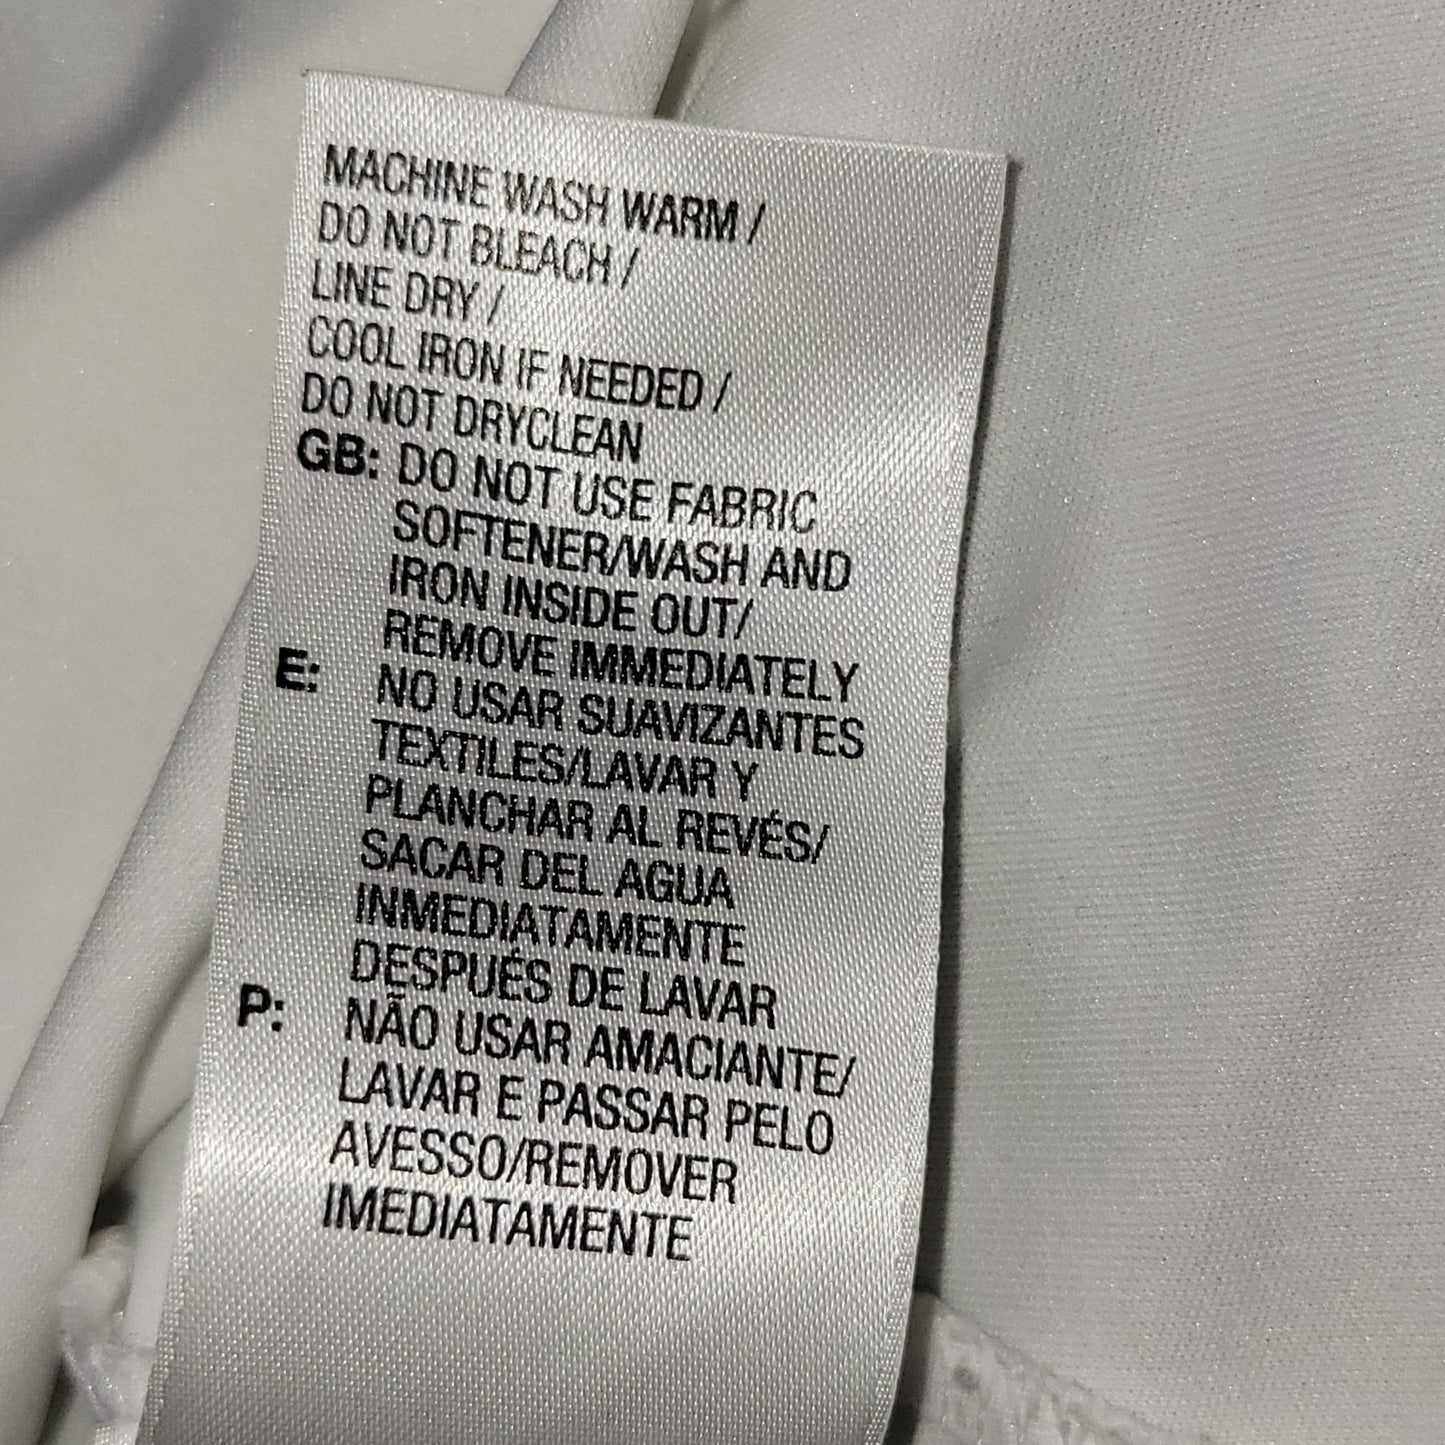 MACHINE WASH WARM /
DO NOT BLEACH /
LINE DRY /
COOL IRON IF NEEDED /
DO NOT DRYCLEAN
GB: DO NOT USE FABRIC
SOFTENER/WASH AND
IRON INSIDE OUT/
REMOVE IMMEDIATELY
E: NO USAR SUAVIZANTES
TEXTILES/LAVAR Y
PLANCHAR AL REVÉS/
SACAR DEL AGUA
INMEDIATAMENTE
DESPUÉS DE LAVAR
P: NÃO USAR AMACIANTE/
LAVAR E PASSAR PELO
AVESSO/REMOVER
IMEDIATAMENTE